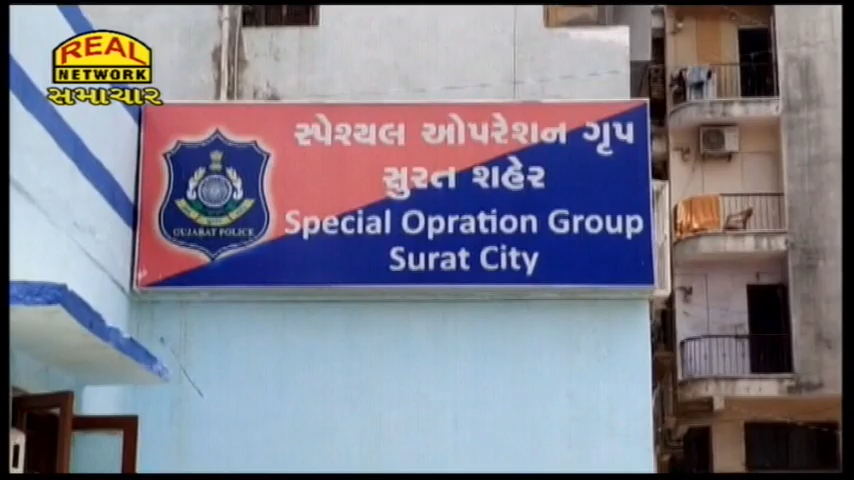 REAL
NETWORK
સમાચાર
સ્પેશ્યલ ઓપરેશન ગૃપ
સુરત શહેર
Special Opration Group
Surat City
GUJARAT POLICE